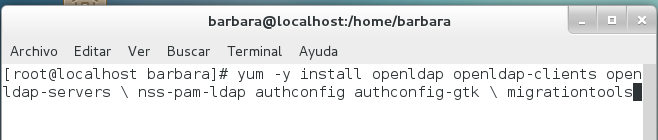 barbara@localhost:/home/barbara
Archivo Editar Ver Buscar Terminal Ayuda
[root@localhost barbara]# yum -y install openldap openldap-clients open
ldap-servers \ nss-pam-ldap authconfig authconfig-gtk \ migrationtools